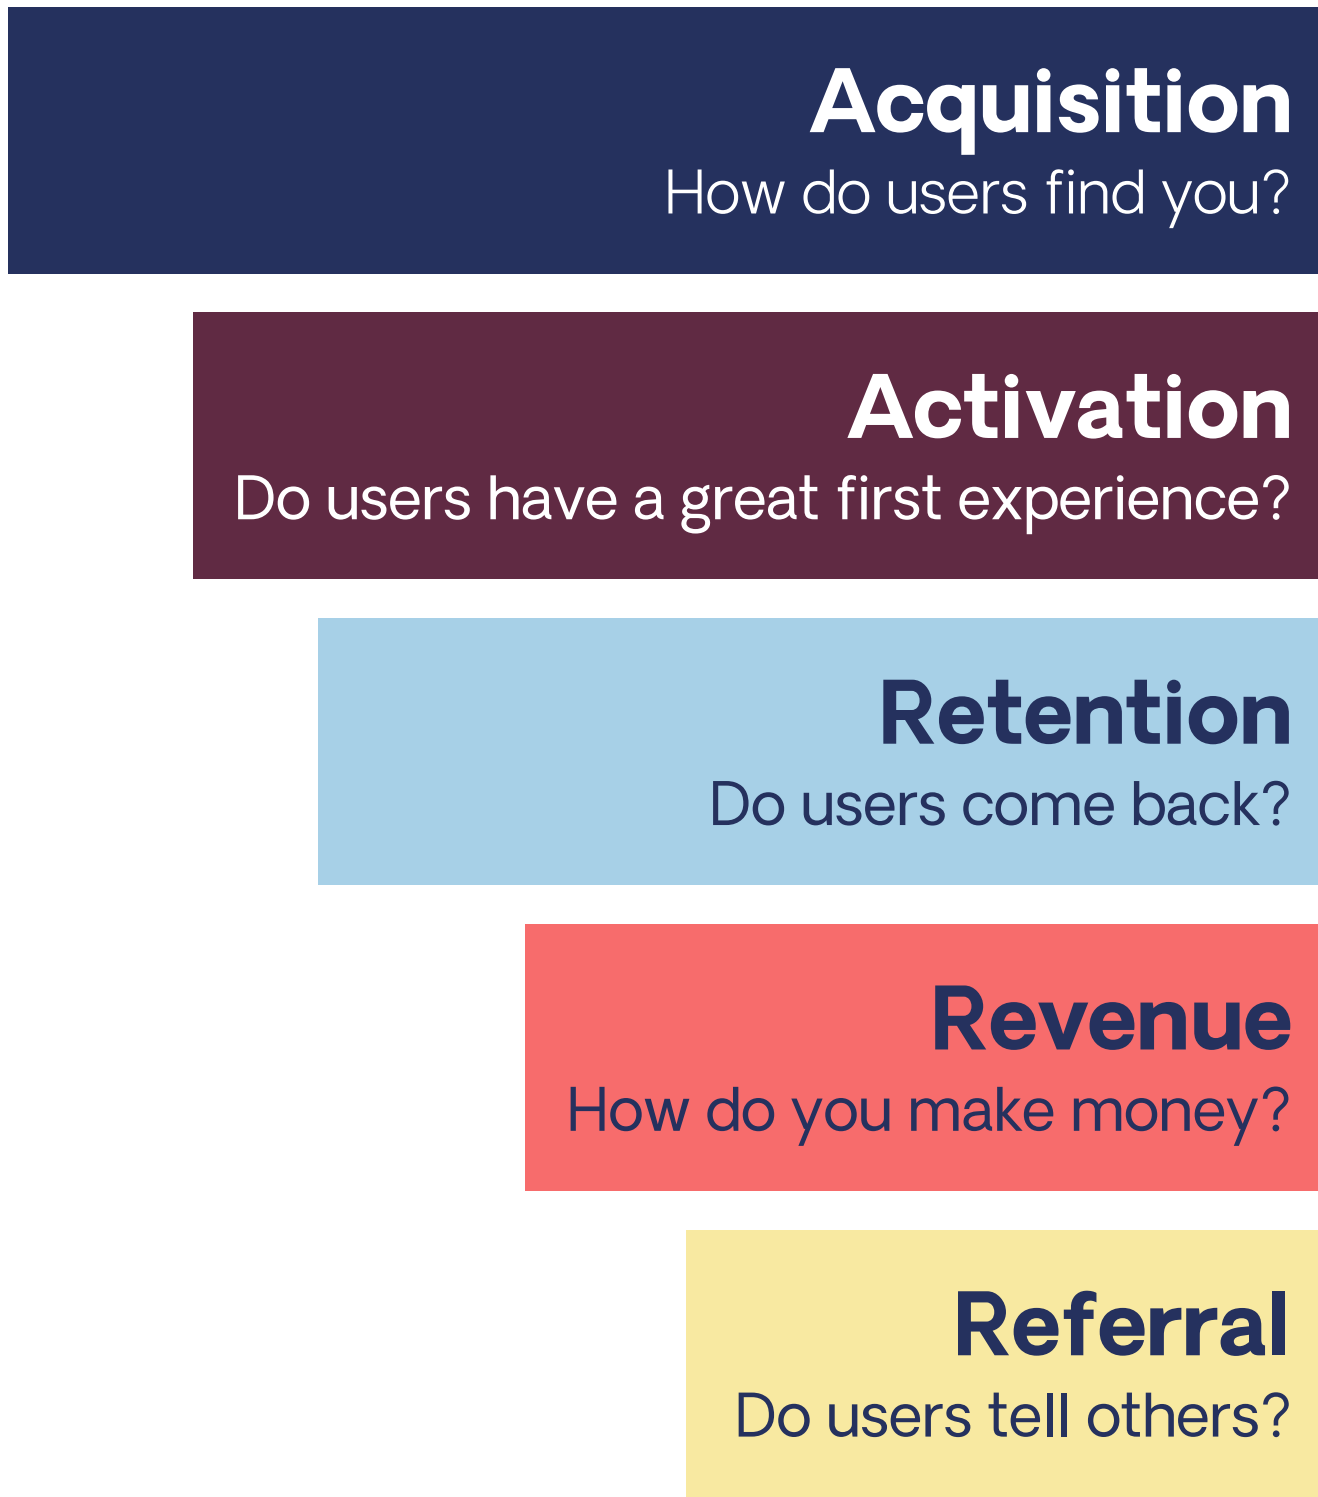 Acquisition
How do users find you?
Activation
Do users have a great first experience?
Retention
Do users come back?
Revenue
How do you make money?
Referral
Do users tell others?